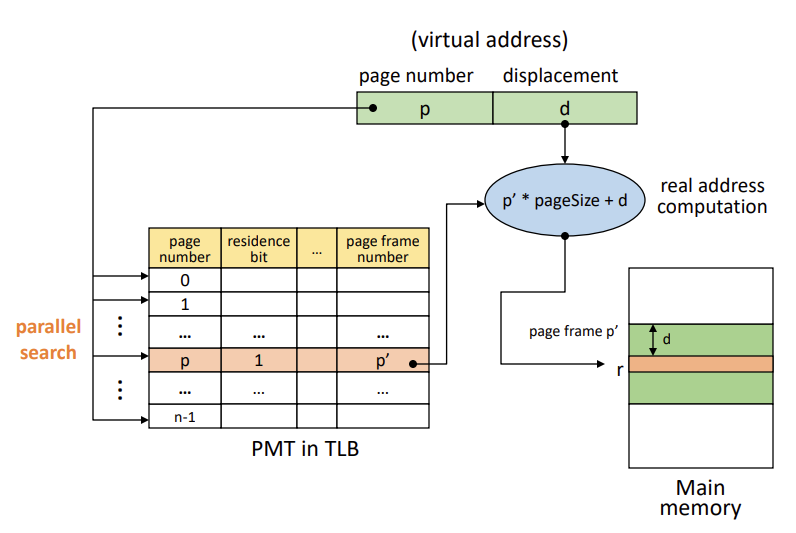 (virtual address)
page number displacement
p d
p’ * pageSize + d
real address
computation
page
number
residence
bit
...
page frame
number
0
1
... ... ...
p 1 p’
... ... ...
n-1
parallel
search
PMT in TLB
page frame p’
d
r
Main
memory